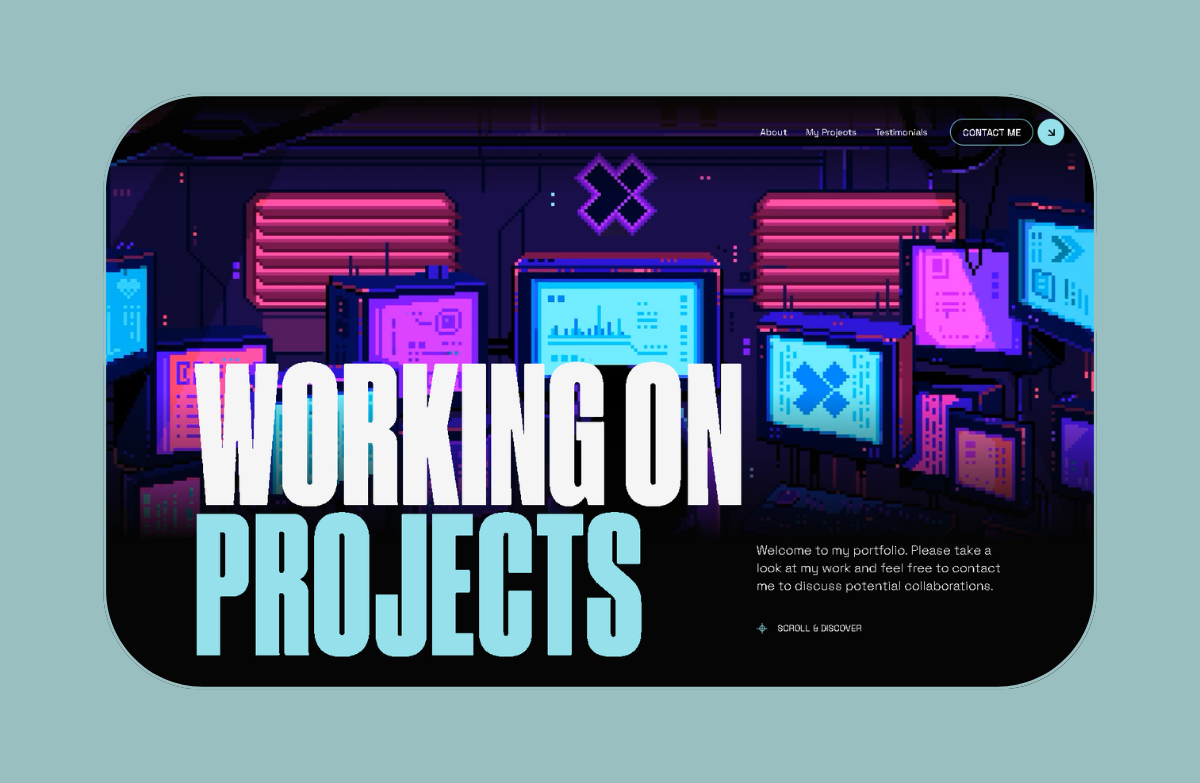 About My Projects Testimonials CONTACT ME
WORKING ON
PROJECTS
Welcome to my portfolio. Please take a
look at my work and feel free to contact
me to discuss potential collaborations.
SCROLL & DISCOVER